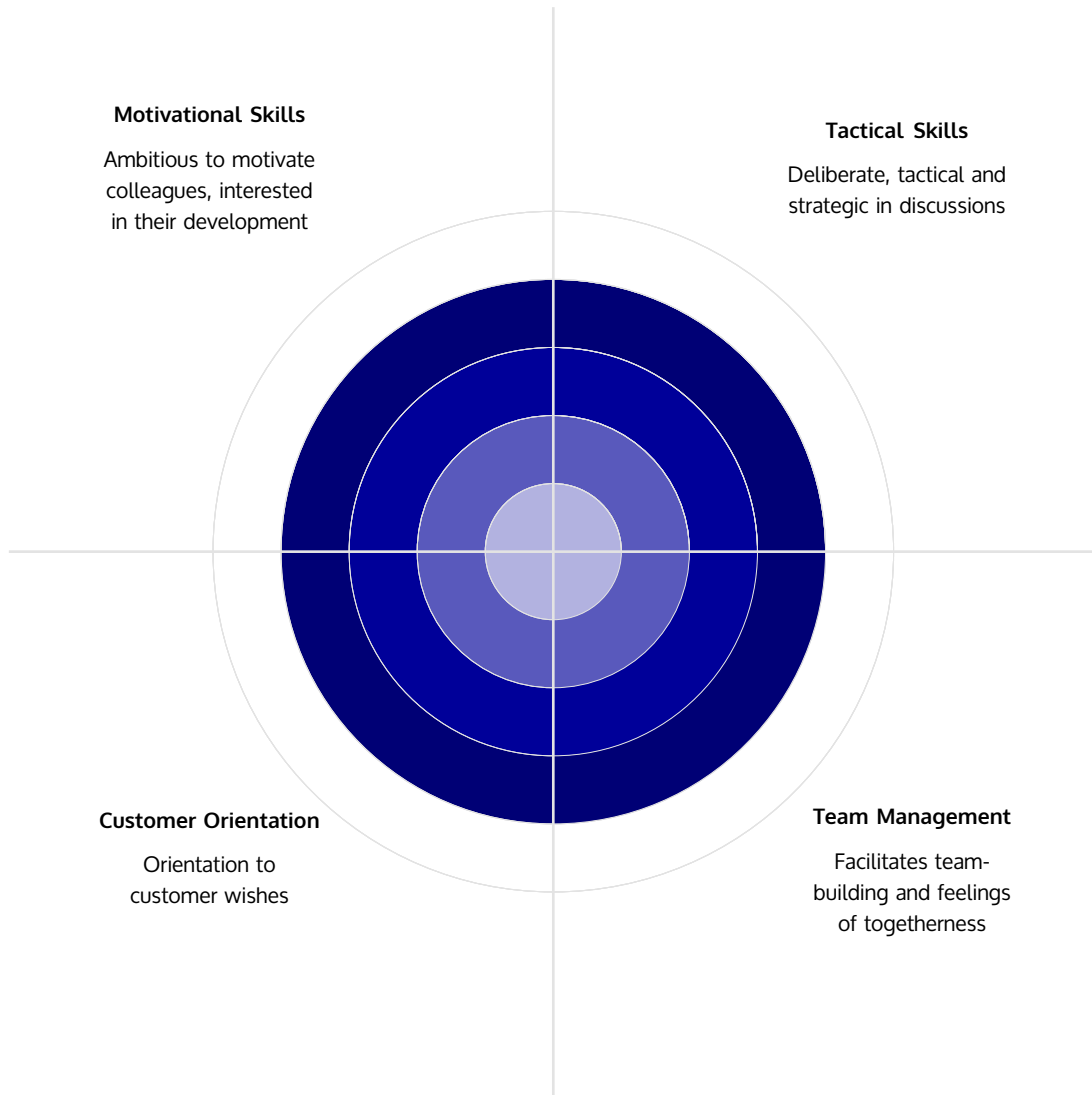 Motivational Skills
Ambitious to motivate
colleagues, interested
in their development
Tactical Skills
Deliberate, tactical and
strategic in discussions
Customer Orientation
Orientation to
customer wishes
Team Management
Facilitates team-
building and feelings
of togetherness